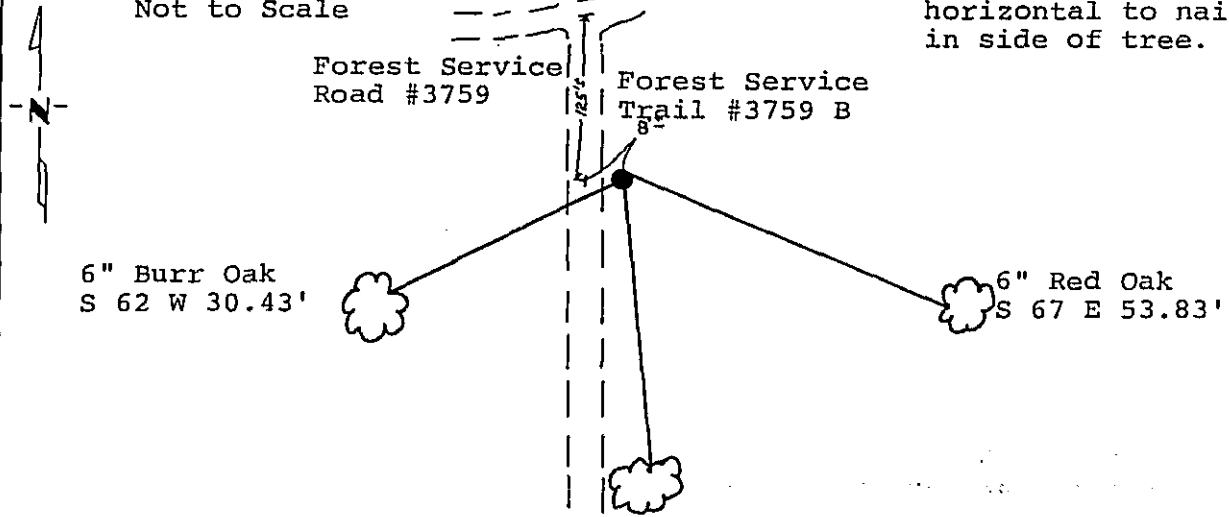 Not to Scale
horizontal to nai
in side of tree.
Forest Service
Road #3759
Forest Service
Trail #3759 B
125'±
8'±
N
6" Burr Oak
S 62 W 30.43'
6" Red Oak
S 67 E 53.83'